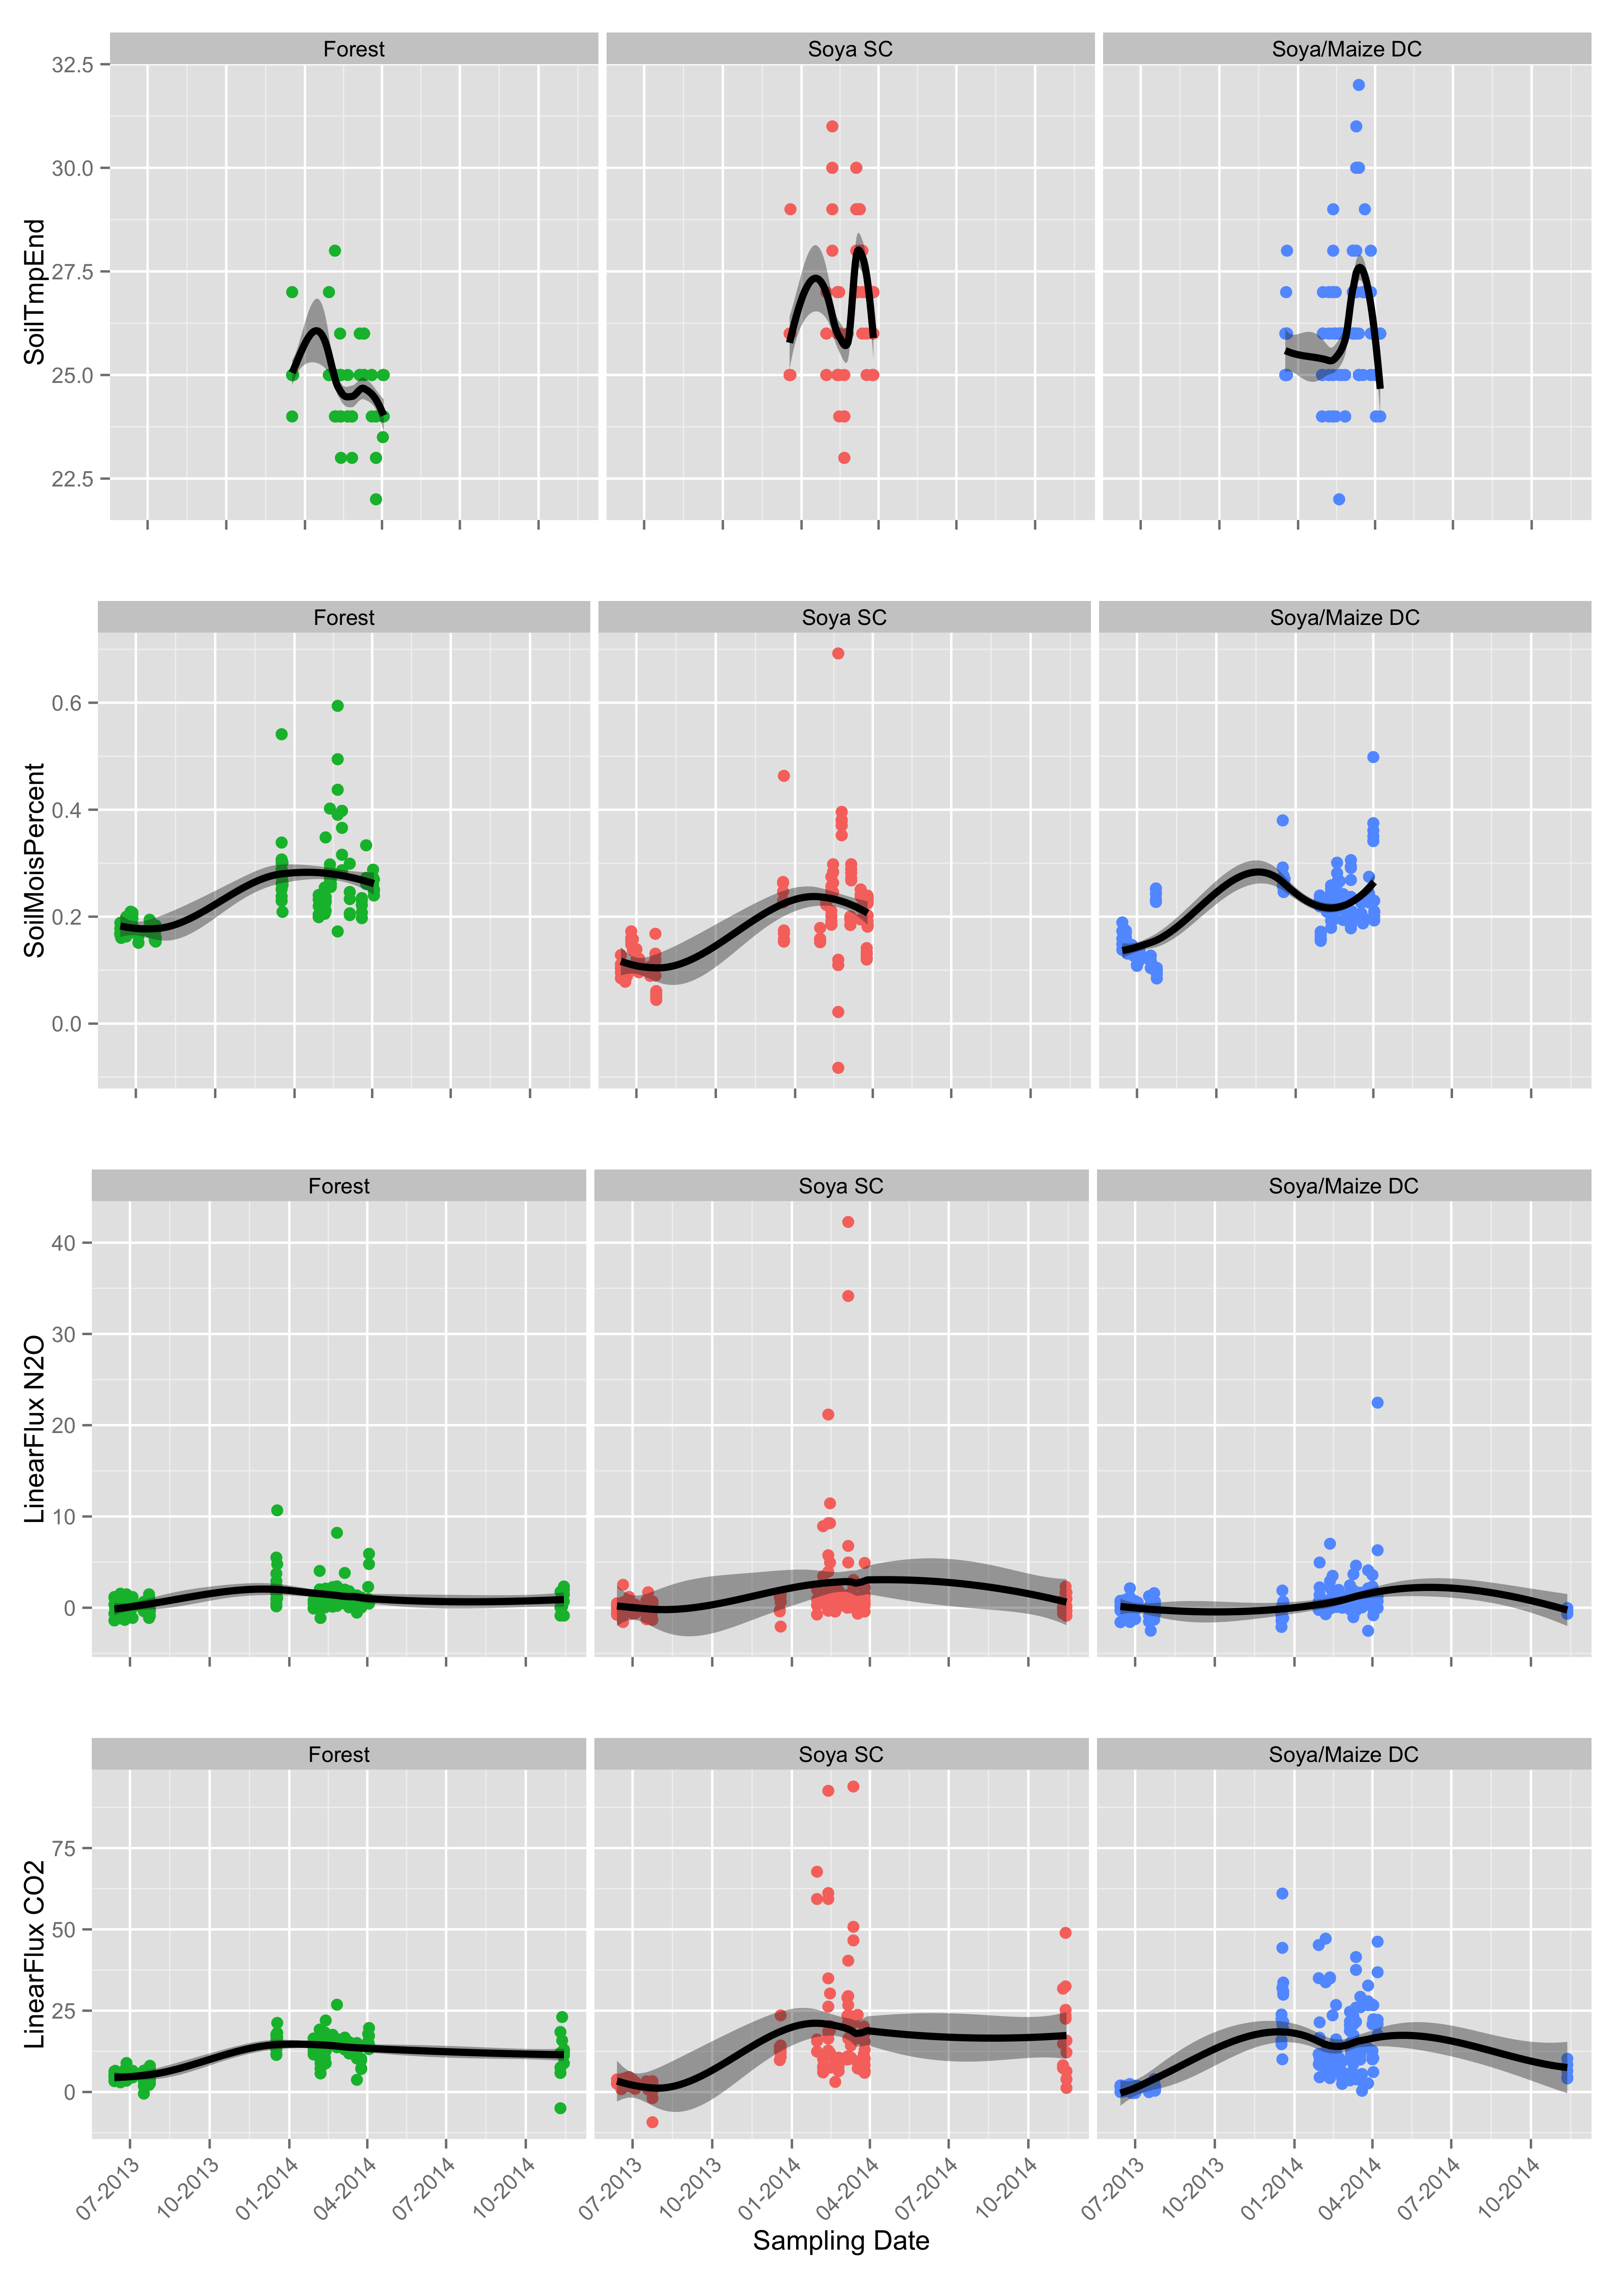 Forest Soya SC Soya/Maize DC
32.5
30.0
27.5
25.0
22.5
SoilTmpEnd
Forest Soya SC Soya/Maize DC
0.6
0.4
0.2
0.0
SoilMoisPercent
Forest Soya SC Soya/Maize DC
40
30
20
10
0
LinearFlux N2O
Forest Soya SC Soya/Maize DC
75
50
25
0
LinearFlux CO2
07-2013 10-2013 01-2014 04-2014 07-2014 10-2014 07-2013 10-2013 01-2014 04-2014 07-2014 10-2014 07-2013 10-2013 01-2014 04-2014 07-2014 10-2014
Sampling Date